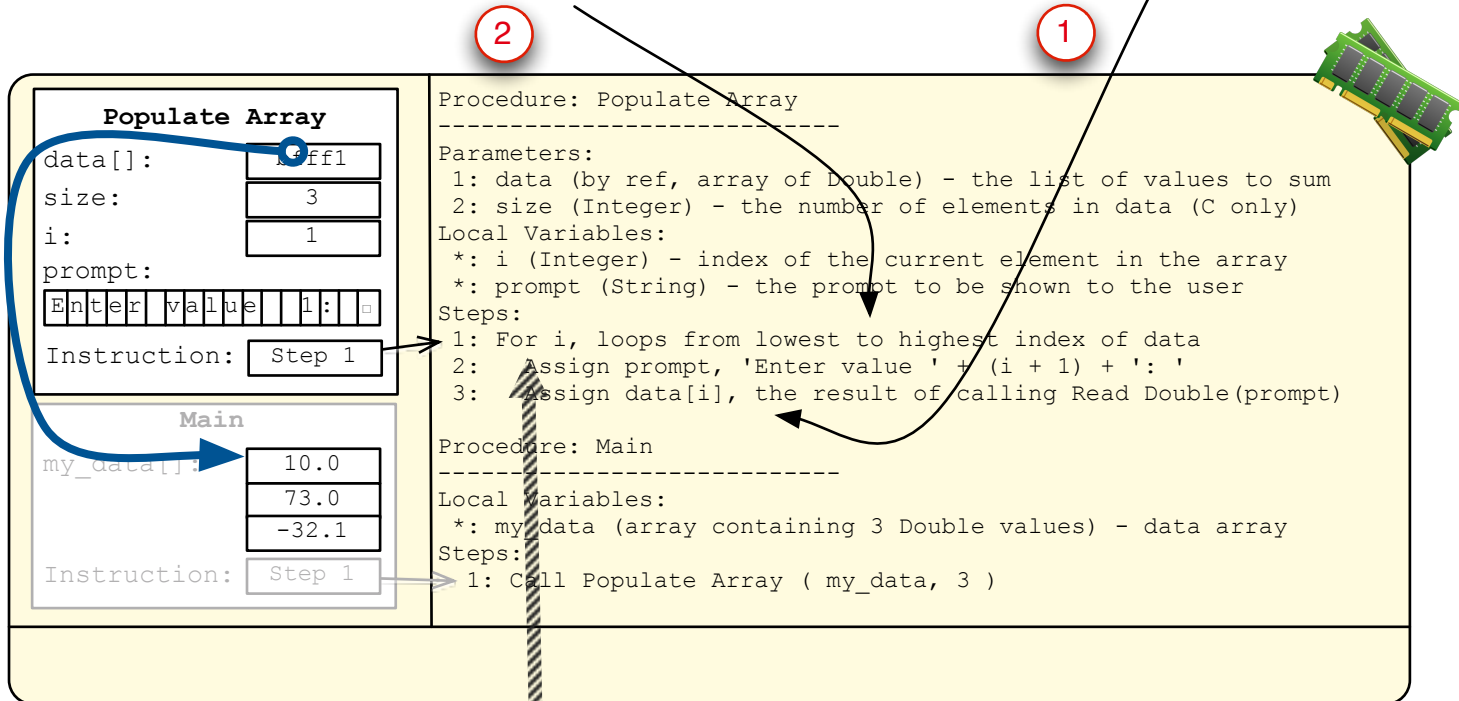 2
1
Populate Array
data[]: bfff1
size: 3
i: 1
prompt:
Enter value 1:
Instruction: Step 1
Main
my_data[]: 10.0
73.0
-32.1
Instruction: Step 1
Procedure: Populate Array
----------------------------
Parameters:
1: data (by ref, array of Double) - the list of values to sum
2: size (Integer) - the number of elements in data (C only)
Local Variables:
*: i (Integer) - index of the current element in the array
*: prompt (String) - the prompt to be shown to the user
Steps:
1: For i, loops from lowest to highest index of data
2: Assign prompt, 'Enter value ' + (i + 1) + ': '
3: Assign data[i], the result of calling Read Double(prompt)
Procedure: Main
----------------------------
Local Variables:
*: my_data (array containing 3 Double values) - data array
Steps:
1: Call Populate Array ( my_data, 3 )